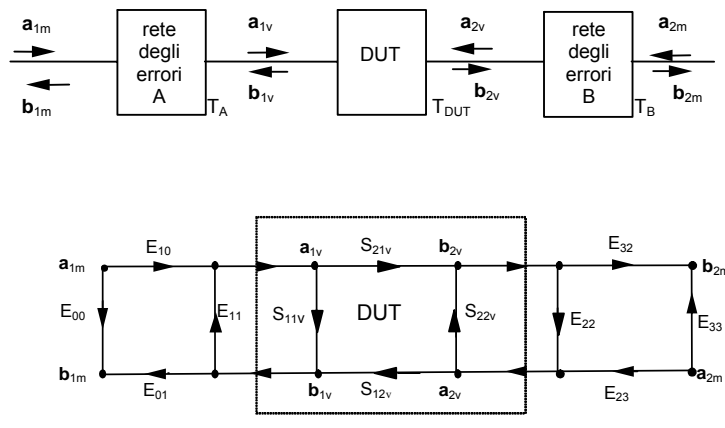 a1m
rete
degli
errori
A
a1v
DUT
a2v
rete
degli
errori
B
a2m
b1m
TA
b1v
TDUT
b2v
TB
b2m
a1m
E10
a1v
S21v
b2v
E32
b2m
E00
E11
S11v
DUT
S22v
E22
E33
b1m
E01
b1v
S12v
a2v
E23
a2m